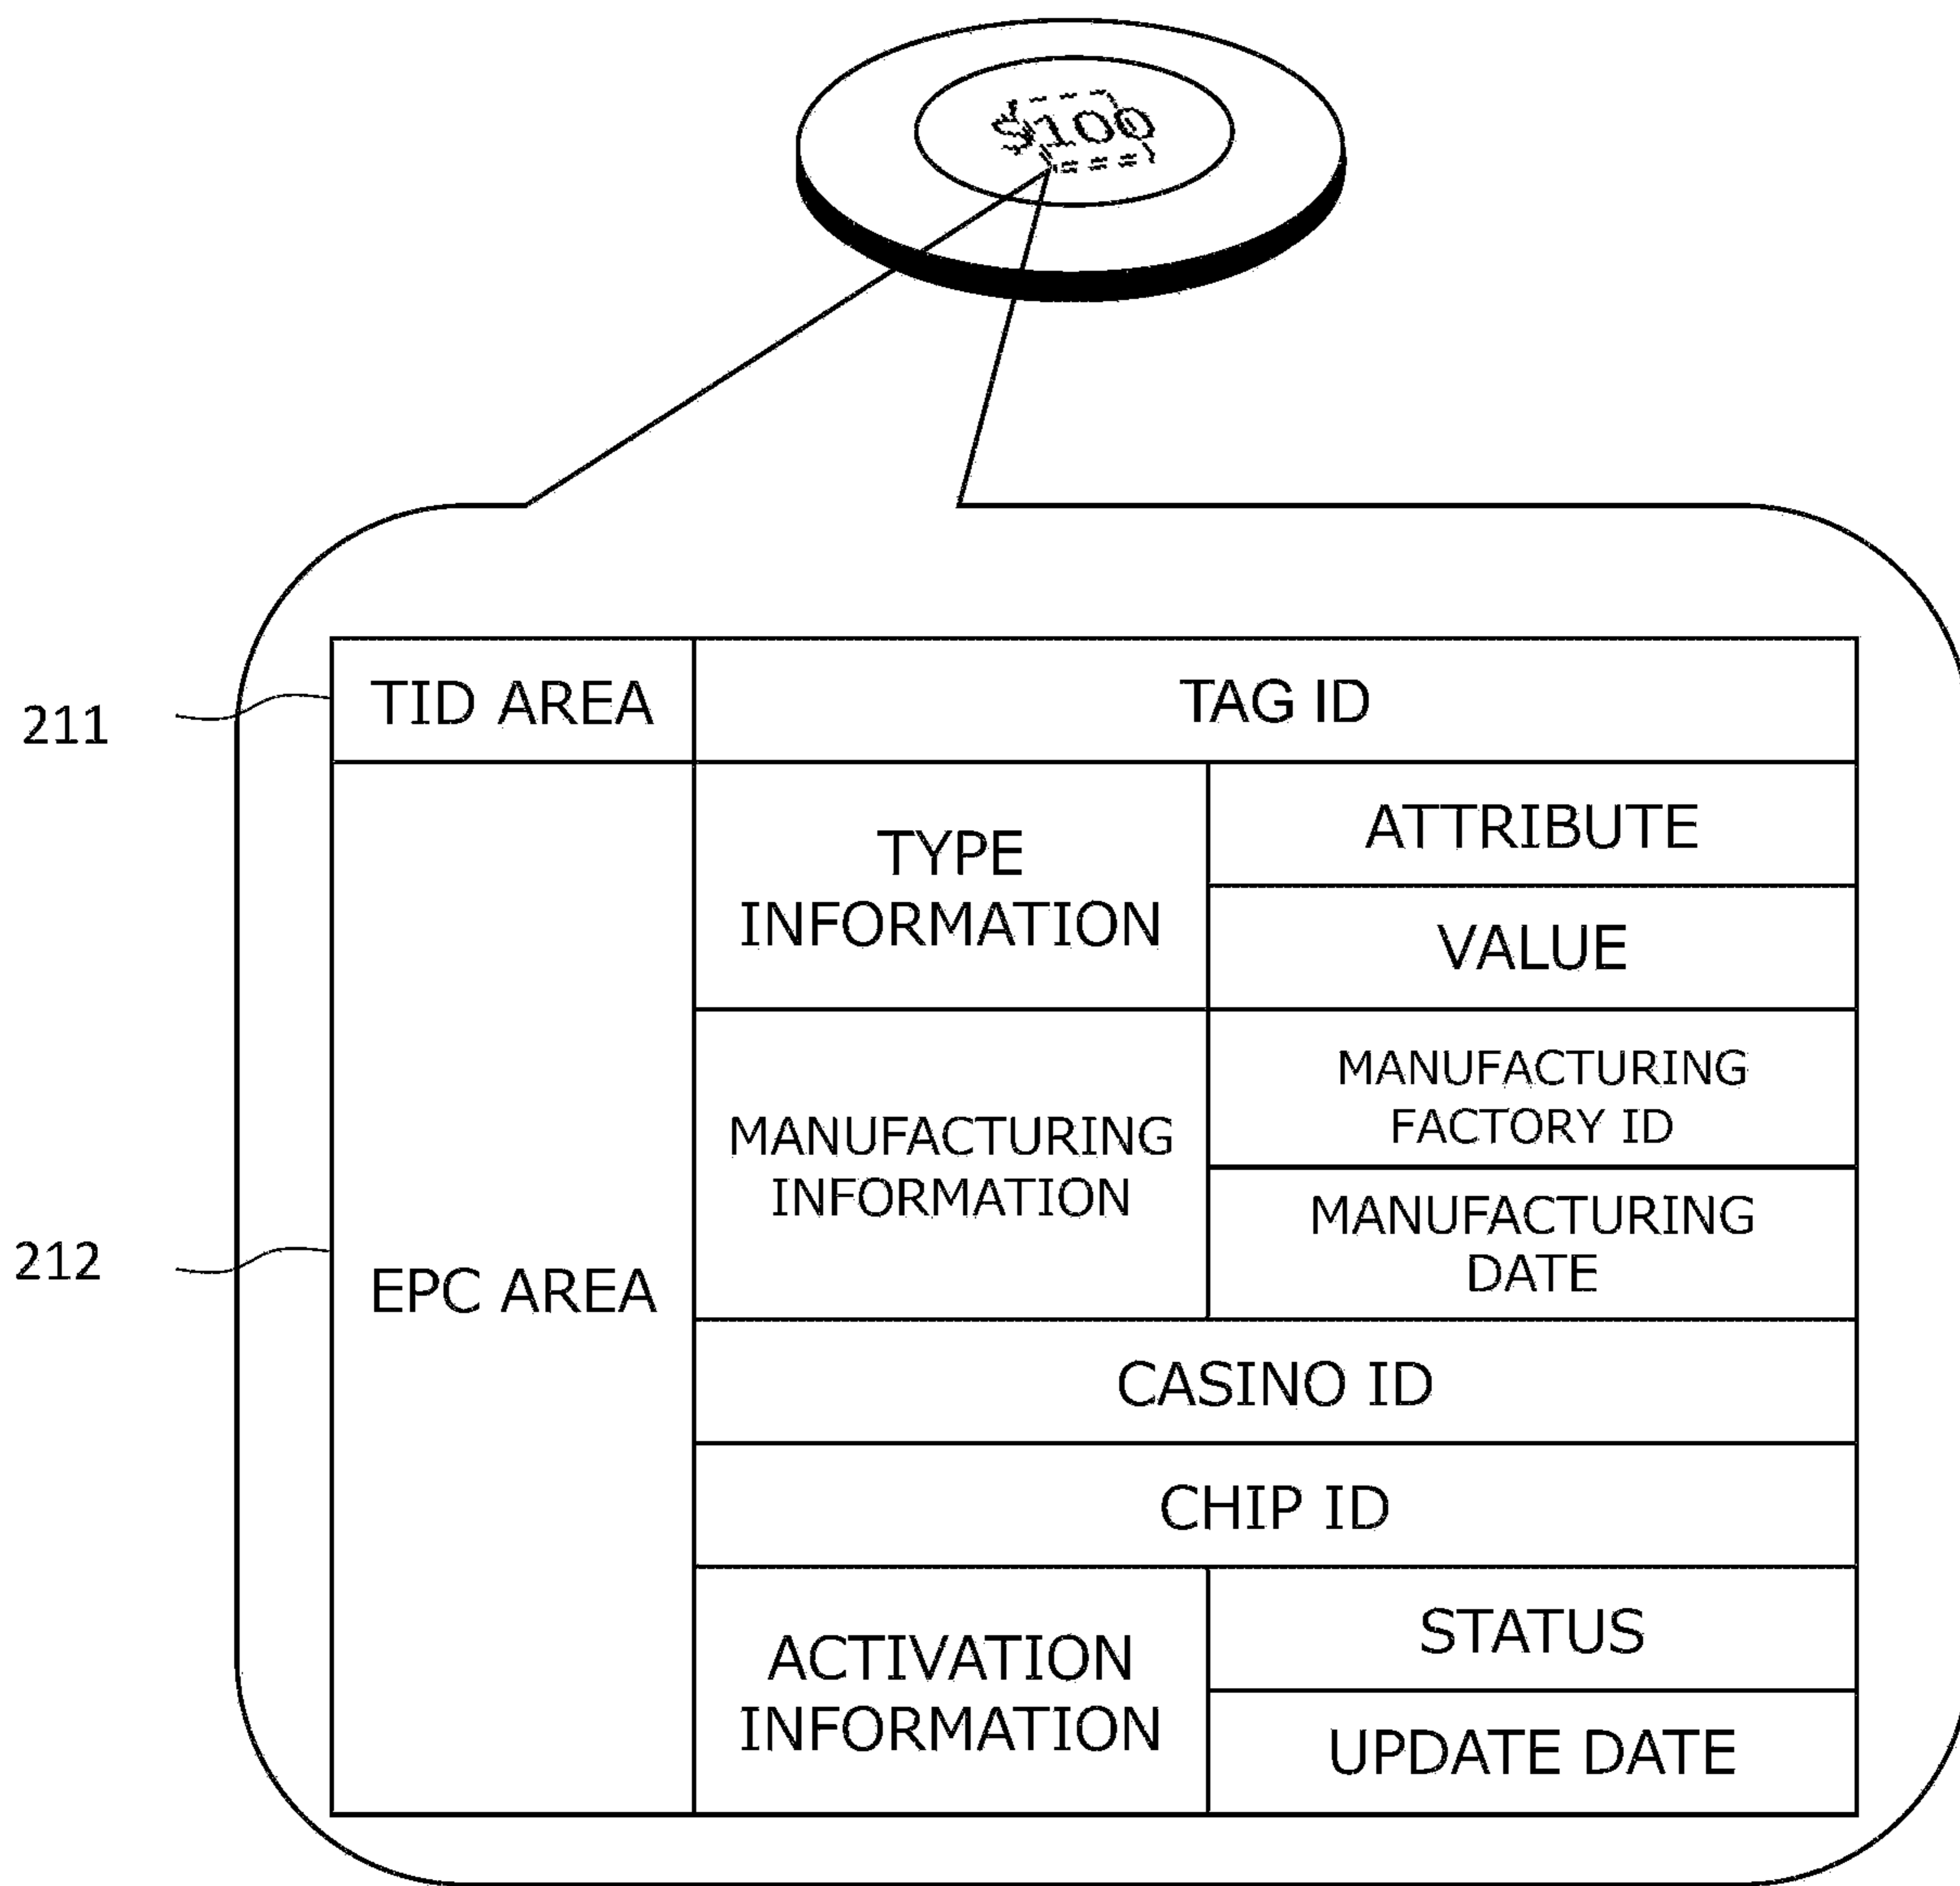 $100
211
TID AREA
TAG ID
TYPE
INFORMATION
ATTRIBUTE
VALUE
MANUFACTURING
INFORMATION
MANUFACTURING
FACTORY ID
MANUFACTURING
DATE
212
EPC AREA
CASINO ID
CHIP ID
ACTIVATION
INFORMATION
STATUS
UPDATE DATE